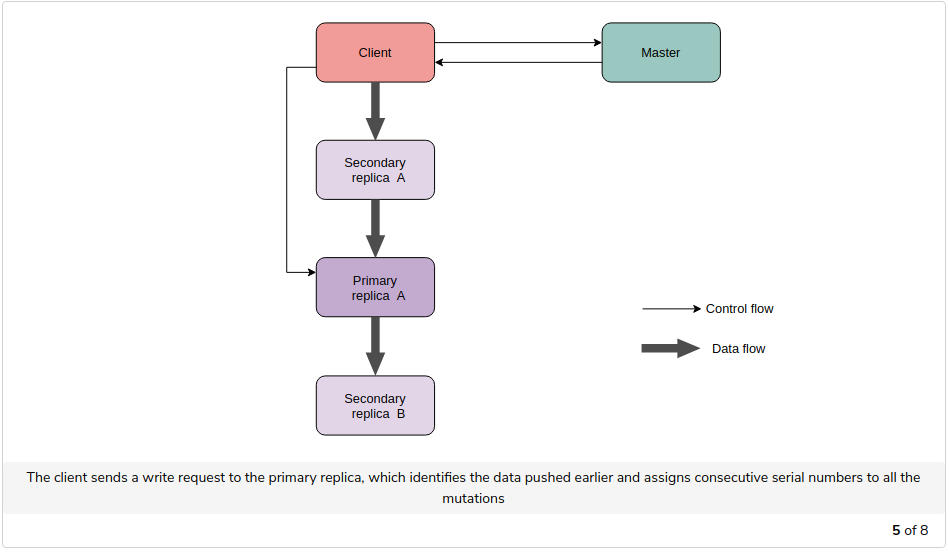 Client
Master
Secondary
replica A
Primary
replica A
Control flow
Data flow
Secondary
replica B
The client sends a write request to the primary replica, which identifies the data pushed earlier and assigns consecutive serial numbers to all the
mutations
5 of 8